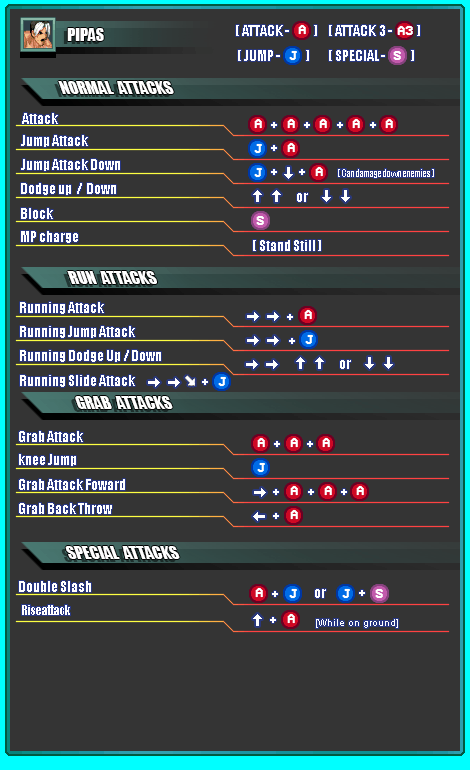 PIPAS [ ATTACK - A ] [ ATTACK 3 - A3 ]
[ JUMP - J ] [ SPECIAL - S ]
NORMAL ATTACKS
Attack A + A + A + A + A
Jump Attack J + A
Jump Attack Down J + ↓ + A [ Can damage down enemies ]
Dodge up / Down ↑ ↑ or ↓ ↓
Block S
MP charge [ Stand Still ]
RUN ATTACKS
Running Attack → → + A
Running Jump Attack → → + J
Running Dodge Up / Down → → ↑ ↑ or ↓ ↓
Running Slide Attack → → ↘ + J
GRAB ATTACKS
Grab Attack A + A + A
knee Jump J
Grab Attack Foward → + A + A + A
Grab Back Throw ← + A
SPECIAL ATTACKS
Double Slash A + J or J + S
Riseattack ↑ + A [While on ground]